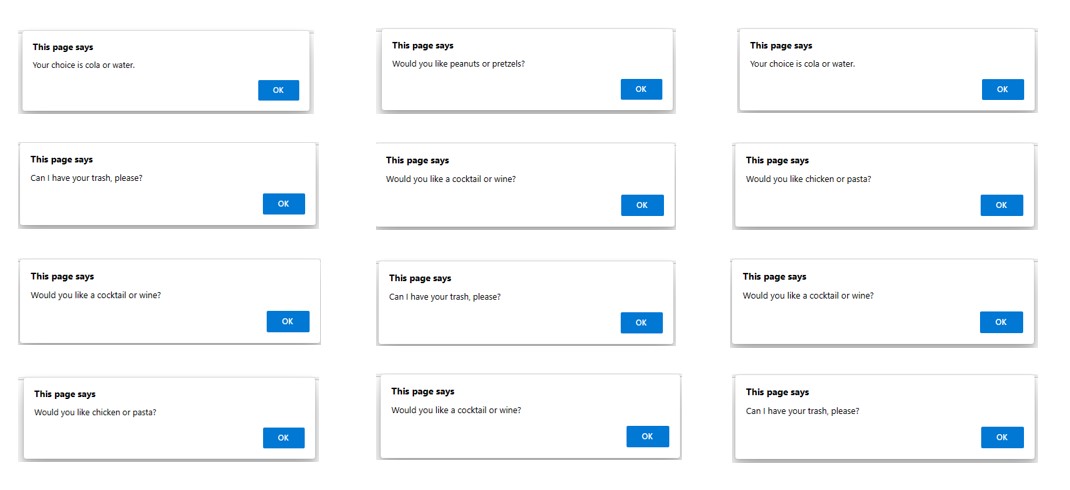 This page says
Your choice is cola or water.
OK
This page says
Would you like peanuts or pretzels?
OK
This page says
Your choice is cola or water.
OK
This page says
Can I have your trash, please?
OK
This page says
Would you like a cocktail or wine?
OK
This page says
Would you like chicken or pasta?
OK
This page says
Would you like a cocktail or wine?
OK
This page says
Can I have your trash, please?
OK
This page says
Would you like a cocktail or wine?
OK
This page says
Would you like chicken or pasta?
OK
This page says
Would you like a cocktail or wine?
OK
This page says
Can I have your trash, please?
OK